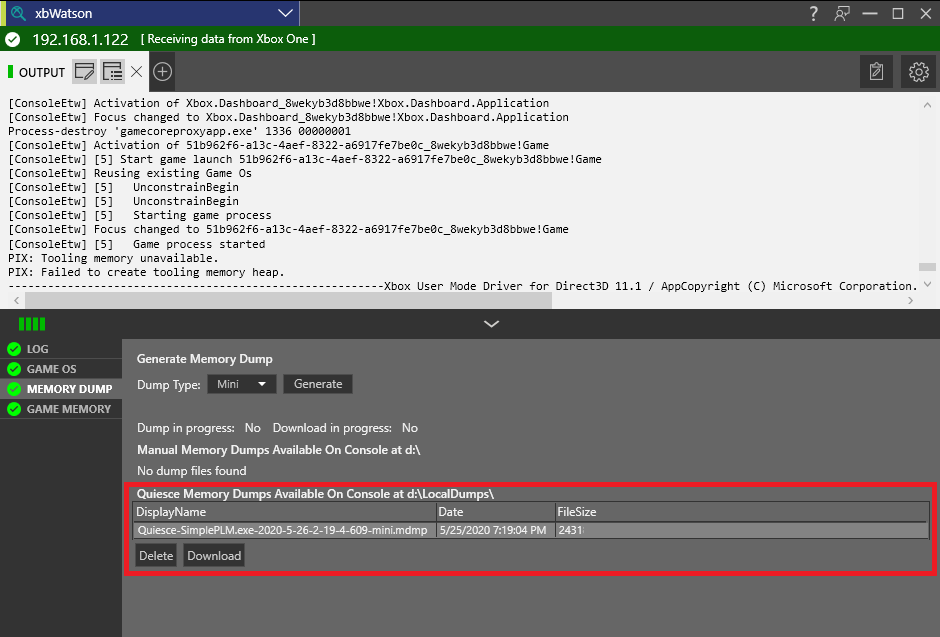 xbWatson
?
192.168.1.122 [ Receiving data from Xbox One ]
OUTPUT
[ConsoleEtw] Activation of Xbox.Dashboard_8wekyb3d8bbwe!Xbox.Dashboard.Application
[ConsoleEtw] Focus changed to Xbox.Dashboard_8wekyb3d8bbwe!Xbox.Dashboard.Application
Process-destroy 'gamecoreproxyapp.exe' 1336 00000001
[ConsoleEtw] Activation of 51b962f6-a13c-4aef-8322-a6917fe7be0c_8wekyb3d8bbwe!Game
[ConsoleEtw] [5] Start game launch 51b962f6-a13c-4aef-8322-a6917fe7be0c_8wekyb3d8bbwe!Game
[ConsoleEtw] Reusing existing Game Os
[ConsoleEtw] [5]   UnconstrainBegin
[ConsoleEtw] [5]   UnconstrainBegin
[ConsoleEtw] [5]   Starting game process
[ConsoleEtw] Focus changed to 51b962f6-a13c-4aef-8322-a6917fe7be0c_8wekyb3d8bbwe!Game
[ConsoleEtw] [5]   Game process started
PIX: Tooling memory unavailable.
PIX: Failed to create tooling memory heap.
---------------------------------------------------------Xbox User Mode Driver for Direct3D 11.1 / AppCopyright (C) Microsoft Corporation.
LOG
GAME OS
MEMORY DUMP
GAME MEMORY
Generate Memory Dump
Dump Type: Mini Generate
Dump in progress: No Download in progress: No
Manual Memory Dumps Available On Console at d:\
No dump files found
Quiesce Memory Dumps Available On Console at d:\LocalDumps\
DisplayName Date FileSize
Quiesce-SimplePLM.exe-2020-5-26-2-19-4-609-mini.mdmp 5/25/2020 7:19:04 PM 2431
Delete Download